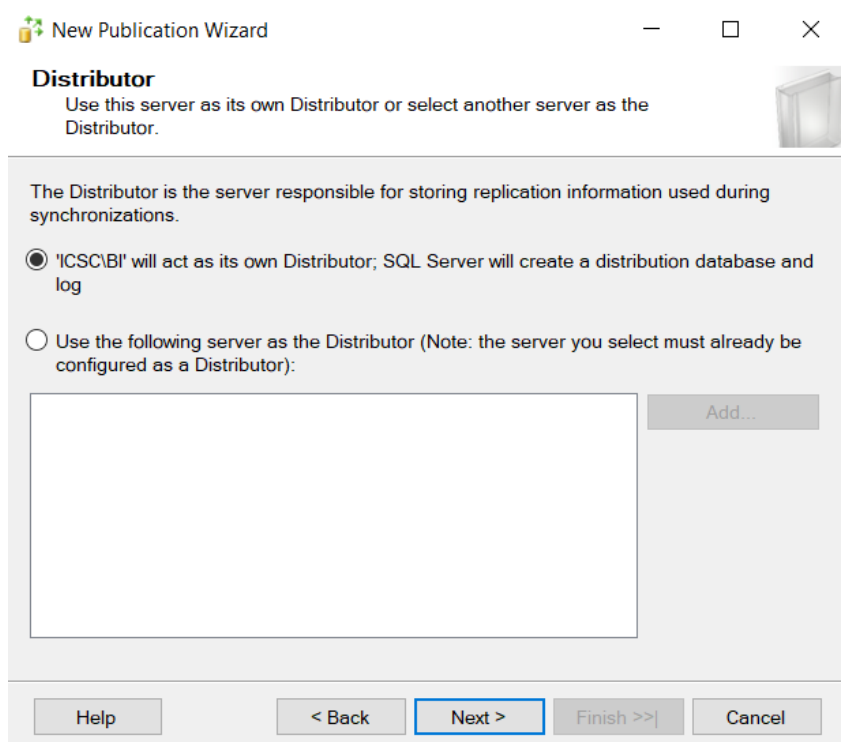 New Publication Wizard
Distributor
Use this server as its own Distributor or select another server as the
Distributor.
The Distributor is the server responsible for storing replication information used during
synchronizations.
'ICSC\BI' will act as its own Distributor; SQL Server will create a distribution database and
log
Use the following server as the Distributor (Note: the server you select must already be
configured as a Distributor):
Add...
Help
< Back
Next >
Finish >>|
Cancel